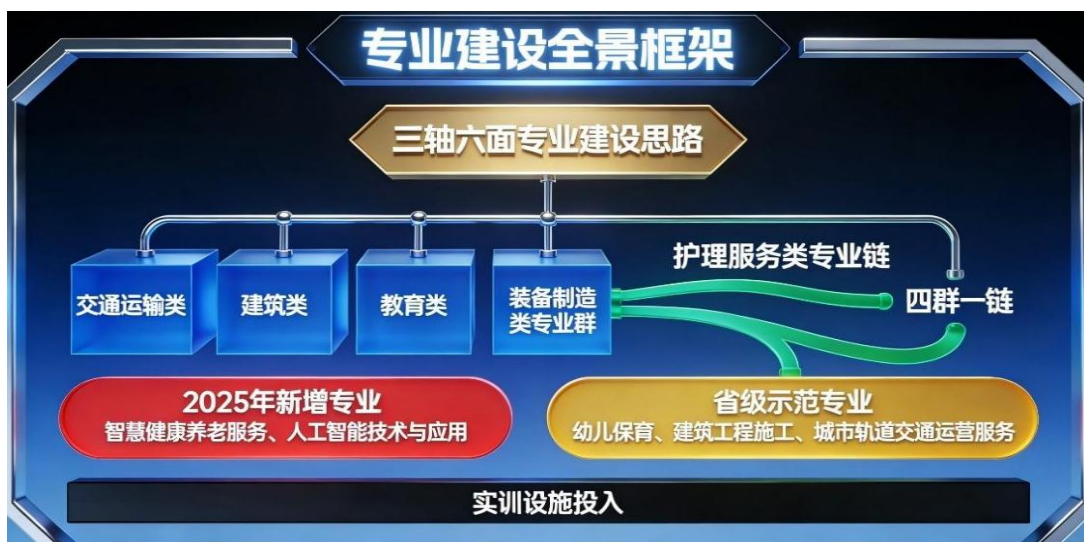 专业建设全景框架
三轴六面专业建设思路
护理服务类专业链
交通运输类
建筑类
教育类
装备制造
类专业群
四群一链
2025年新增专业
智慧健康养老服务、人工智能技术与应用
省级示范专业
幼儿保育、建筑工程施工、城市轨道交通运营服务
实训设施投入